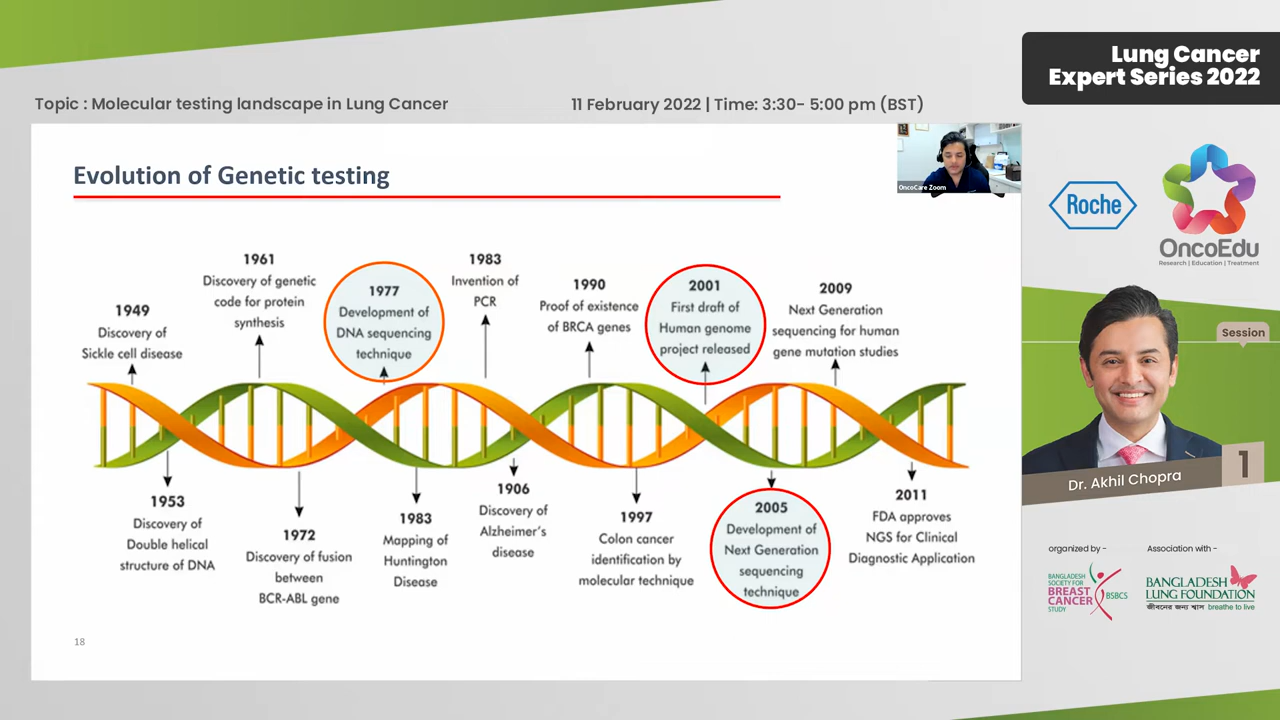 Lung Cancer
Expert Series 2022
Topic : Molecular testing landscape in Lung Cancer
11 February 2022 | Time: 3:30- 5:00 pm (BST)
Evolution of Genetic testing
OncoCare Zoom
Roche
OncoEdu
Research | Education | Treatment
1949
Discovery of
Sickle cell disease
1961
Discovery of genetic
code for protein
synthesis
1977
Development of
DNA sequencing
technique
1983
Invention of
PCR
1990
Proof of existence
of BRCA genes
2001
First draft of
Human genome
project released
2009
Next Generation
sequencing for human
gene mutation studies
1953
Discovery of
Double helical
structure of DNA
1972
Discovery of fusion
between
BCR-ABL gene
1983
Mapping of
Huntington
Disease
1906
Discovery of
Alzheimer's
disease
1997
Colon cancer
identification by
molecular technique
2005
Development of
Next Generation
sequencing
technique
2011
FDA approves
NGS for Clinical
Diagnostic Application
18
Session
1
Dr. Akhil Chopra
organized by -
BANGLADESH
SOCIETY FOR
BREAST
CANCER
STUDY
BSBCS
Association with -
BANGLADESH
LUNG FOUNDATION
জীবনের জন্য শ্বাস breathe to live